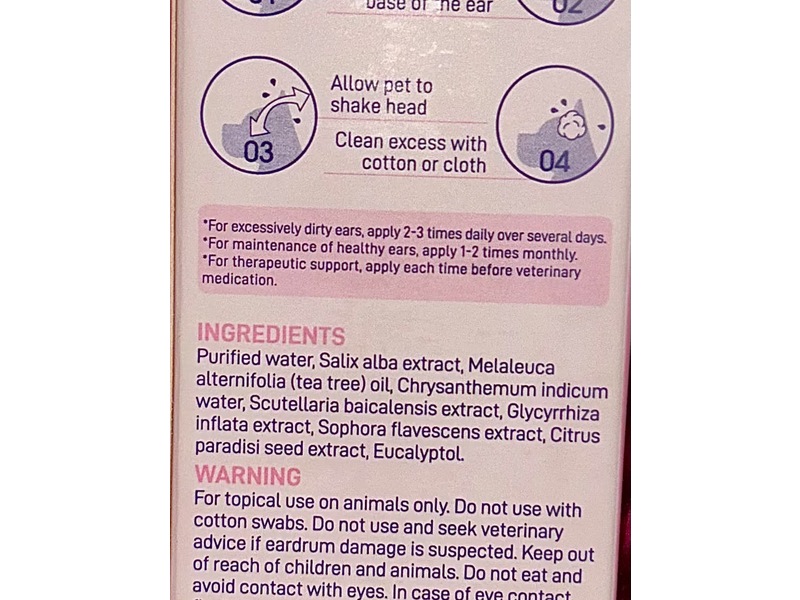 01
base of the ear
02
Allow pet to
shake head
03
Clean excess with
cotton or cloth
04
*For excessively dirty ears, apply 2-3 times daily over several days.
*For maintenance of healthy ears, apply 1-2 times monthly.
*For therapeutic support, apply each time before veterinary
medication.
INGREDIENTS
Purified water, Salix alba extract, Melaleuca
alternifolia (tea tree) oil, Chrysanthemum indicum
water, Scutellaria baicalensis extract, Glycyrrhiza
inflata extract, Sophora flavescens extract, Citrus
paradisi seed extract, Eucalyptol.
WARNING
For topical use on animals only. Do not use with
cotton swabs. Do not use and seek veterinary
advice if eardrum damage is suspected. Keep out
of reach of children and animals. Do not eat and
avoid contact with eyes. In case of eye contact,